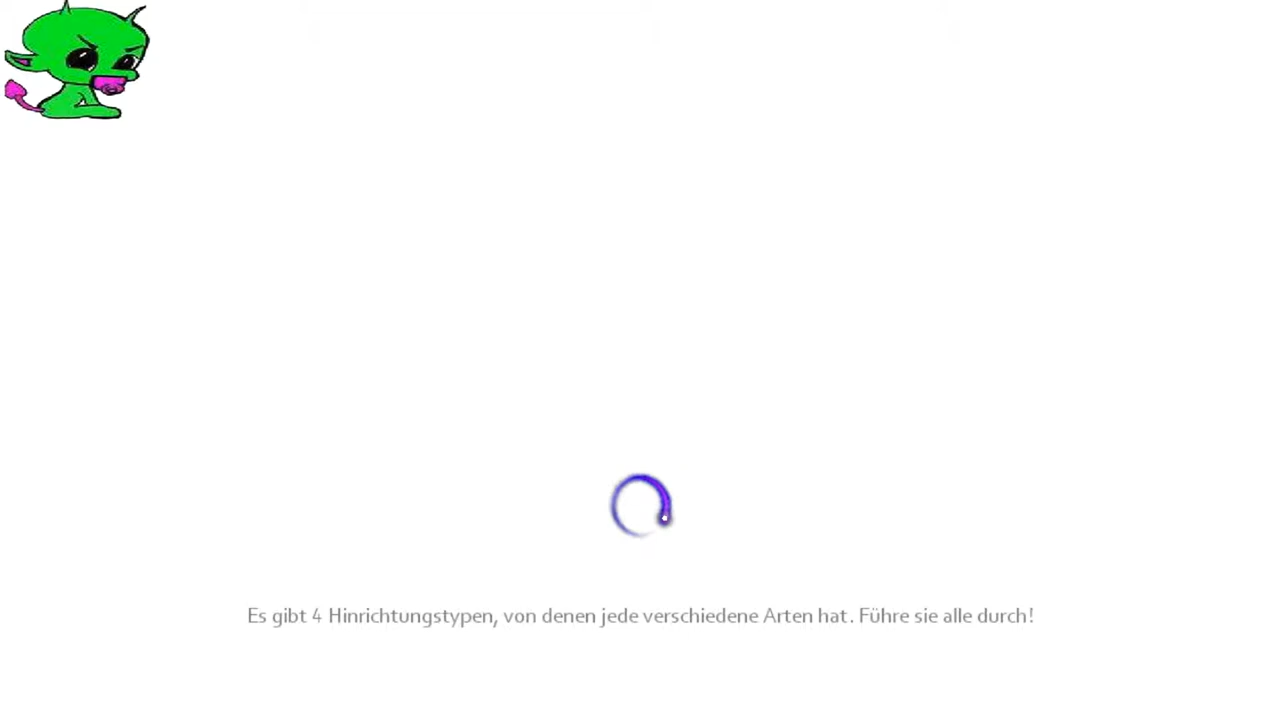 Es gibt 4 Hinrichtungstypen, von denen jede verschiedene Arten hat. Führe sie alle durch!